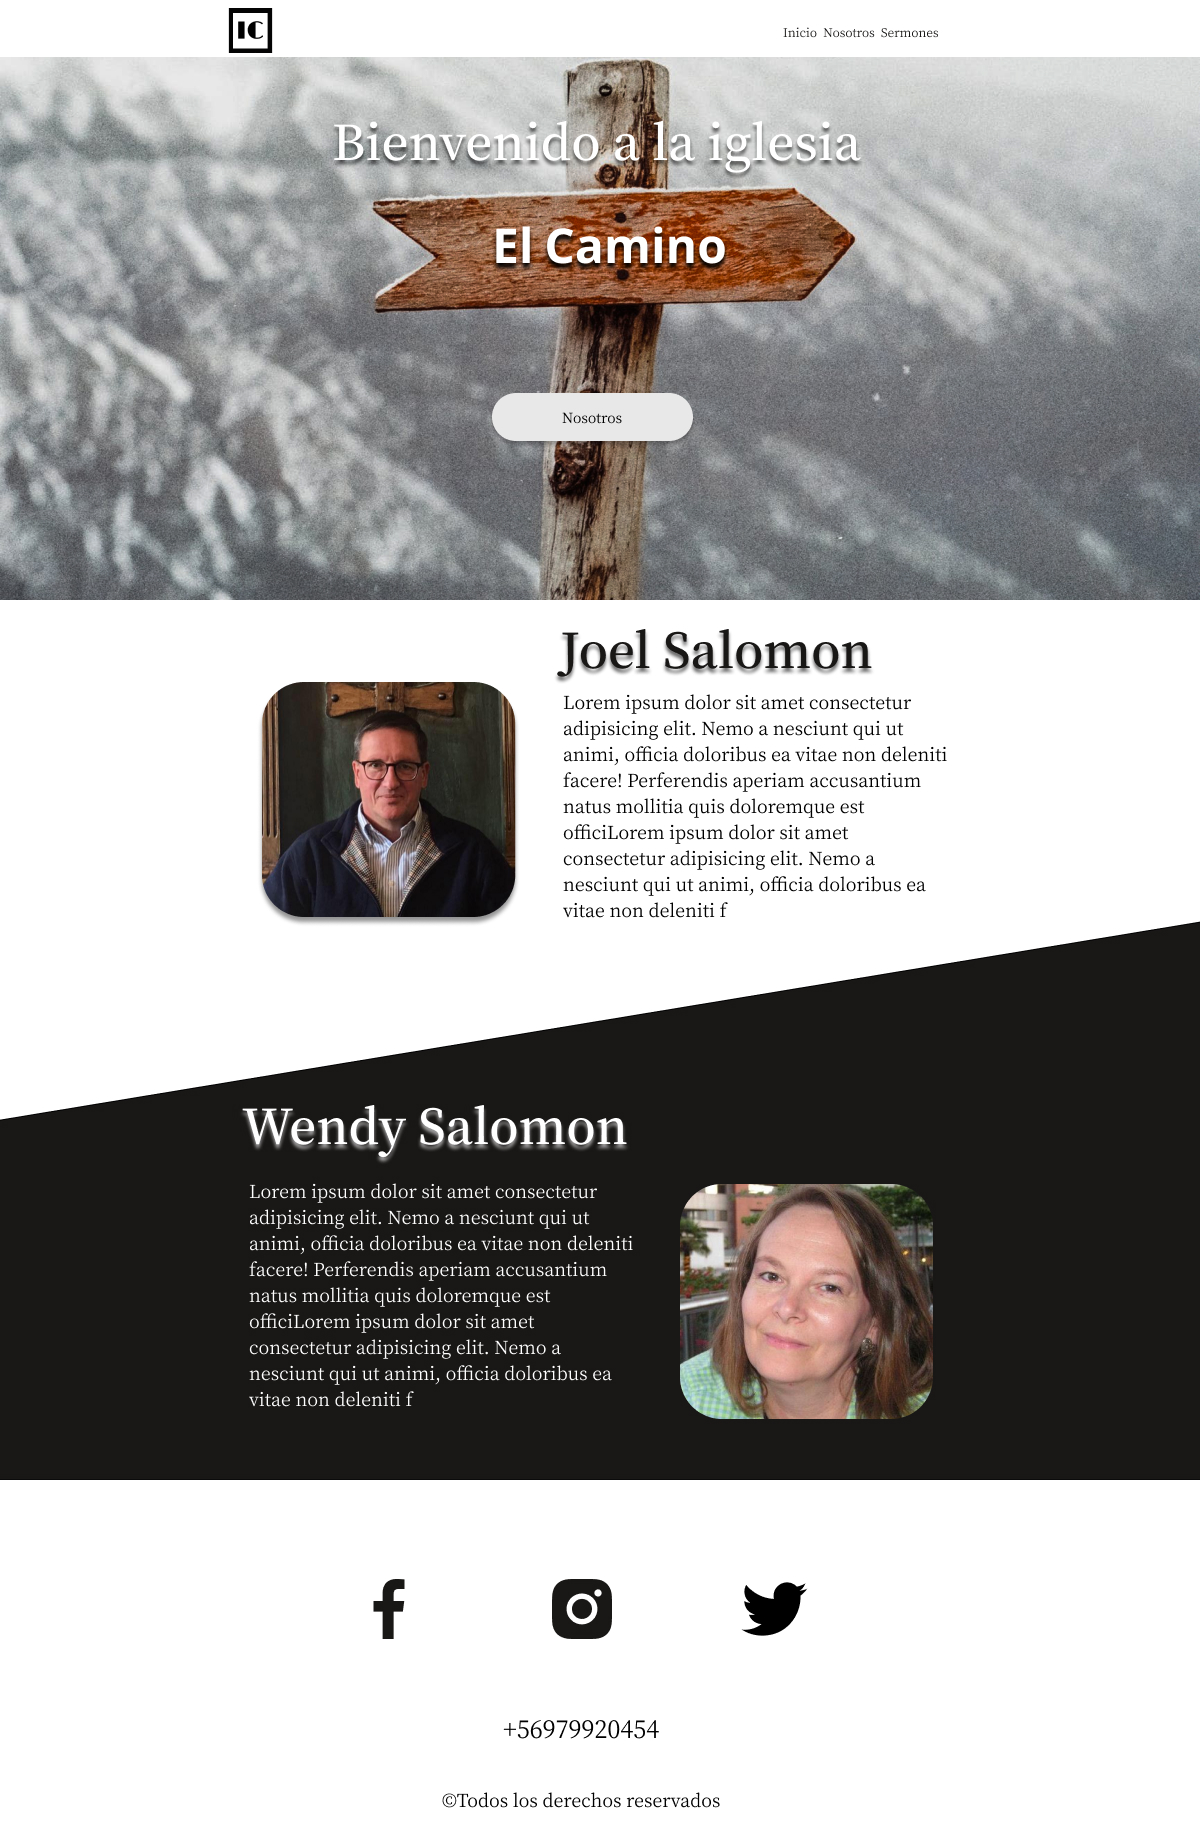 IC
Inicio Nosotros Sermones
Bienvenido a la iglesia
El Camino
Nosotros
Joel Salomon
Lorem ipsum dolor sit amet consectetur
adipisicing elit. Nemo a nesciunt qui ut
animi, officia doloribus ea vitae non deleniti
facere! Perferendis aperiam accusantium
natus mollitia quis doloremque est
officiLorem ipsum dolor sit amet
consectetur adipisicing elit. Nemo a
nesciunt qui ut animi, officia doloribus ea
vitae non deleniti f
Wendy Salomon
Lorem ipsum dolor sit amet consectetur
adipisicing elit. Nemo a nesciunt qui ut
animi, officia doloribus ea vitae non deleniti
facere! Perferendis aperiam accusantium
natus mollitia quis doloremque est
officiLorem ipsum dolor sit amet
consectetur adipisicing elit. Nemo a
nesciunt qui ut animi, officia doloribus ea
vitae non deleniti f
+56979920454
©Todos los derechos reservados